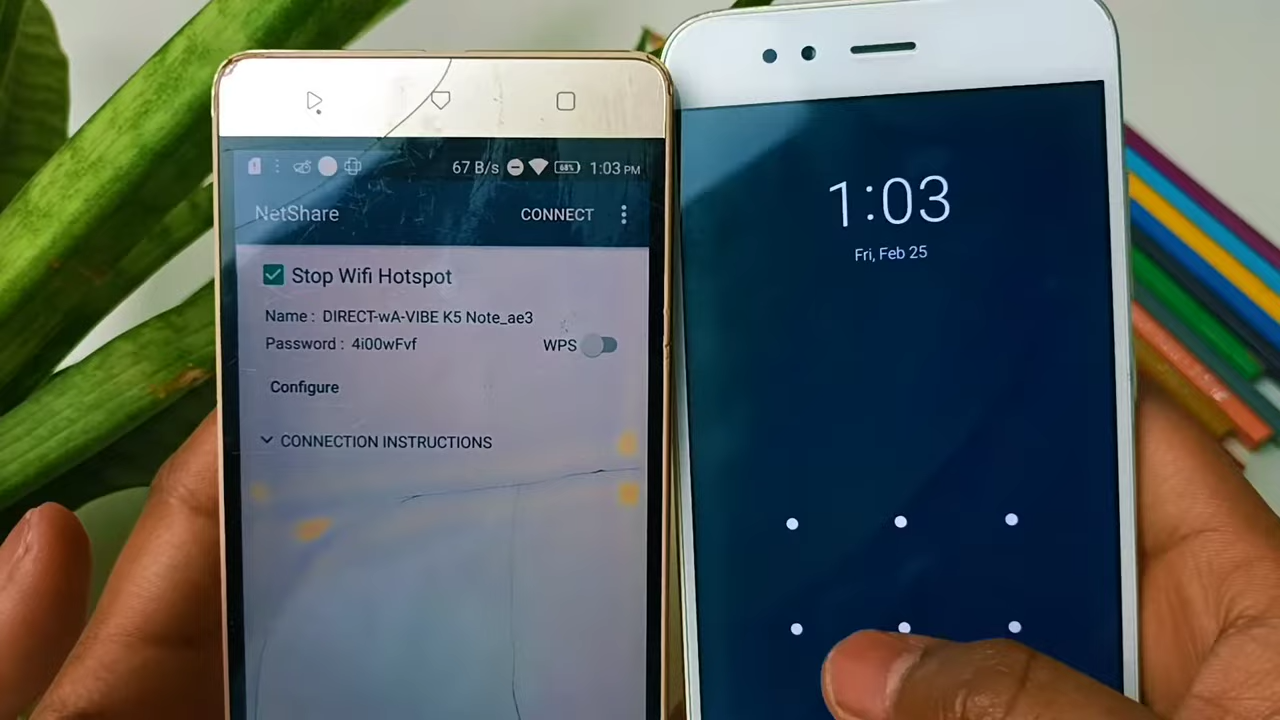 67 B/s 68% 1:03 PM
NetShare CONNECT
Stop Wifi Hotspot
Name : DIRECT-wA-VIBE K5 Note_ae3
Password : 4i00wFvf WPS
Configure
CONNECTION INSTRUCTIONS
1:03
Fri, Feb 25